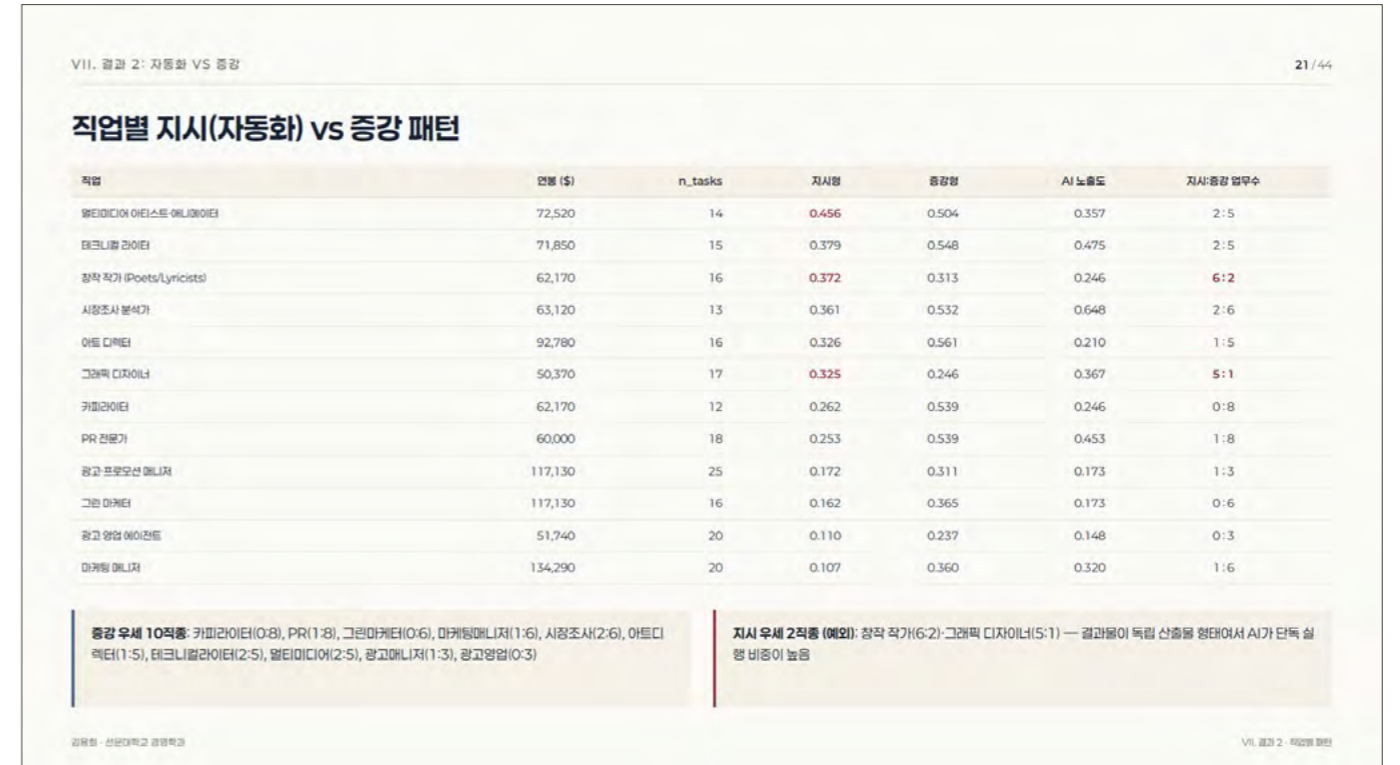 VII. 결과 2: 자동화 VS 증강
21 / 44
직업별 지시(자동화) vs 증강 패턴
직업 연봉 ($) n_tasks 지시형 증강형 AI 노출도 지시:증강 업무수
멀티미디어 아티스트·애니메이터 72,520 14 0.456 0.504 0.357 2:5
테크니컬 라이터 71,850 15 0.379 0.548 0.475 2:5
창작 작가 (Poets/Lyricists) 62,170 16 0.372 0.313 0.246 6:2
시장조사 분석가 63,120 13 0.361 0.532 0.648 2:6
아트 디렉터 92,780 16 0.326 0.561 0.210 1:5
그래픽 디자이너 50,370 17 0.325 0.246 0.367 5:1
카피라이터 62,170 12 0.262 0.539 0.246 0:8
PR 전문가 60,000 18 0.253 0.539 0.453 1:8
광고·프로모션 매니저 117,130 25 0.172 0.311 0.173 1:3
그린 마케터 117,130 16 0.162 0.365 0.173 0:6
광고 영업 에이전트 51,740 20 0.110 0.237 0.148 0:3
마케팅 매니저 134,290 20 0.107 0.360 0.320 1:6
증강 우세 10직종: 카피라이터(0:8), PR(1:8), 그린마케터(0:6), 마케팅매니저(1:6), 시장조사(2:6), 아트디
렉터(1:5), 테크니컬라이터(2:5), 멀티미디어(2:5), 광고매니저(1:3), 광고영업(0:3)
지시 우세 2직종 (예외): 창작 작가(6:2)·그래픽 디자이너(5:1) — 결과물이 독립 산출물 형태여서 AI가 단독 실
행 비중이 높음
김용희 · 선문대학교 경영학과
VII. 결과 2 · 직업별 패턴